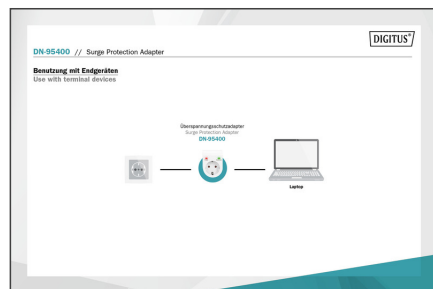 DIGITUS®
DN-95400 // Surge Protection Adapter
Benutzung mit Endgeräten
Use with terminal devices
Überspannungsschutzadapter
Surge Protection Adapter
DN-95400
Laptop